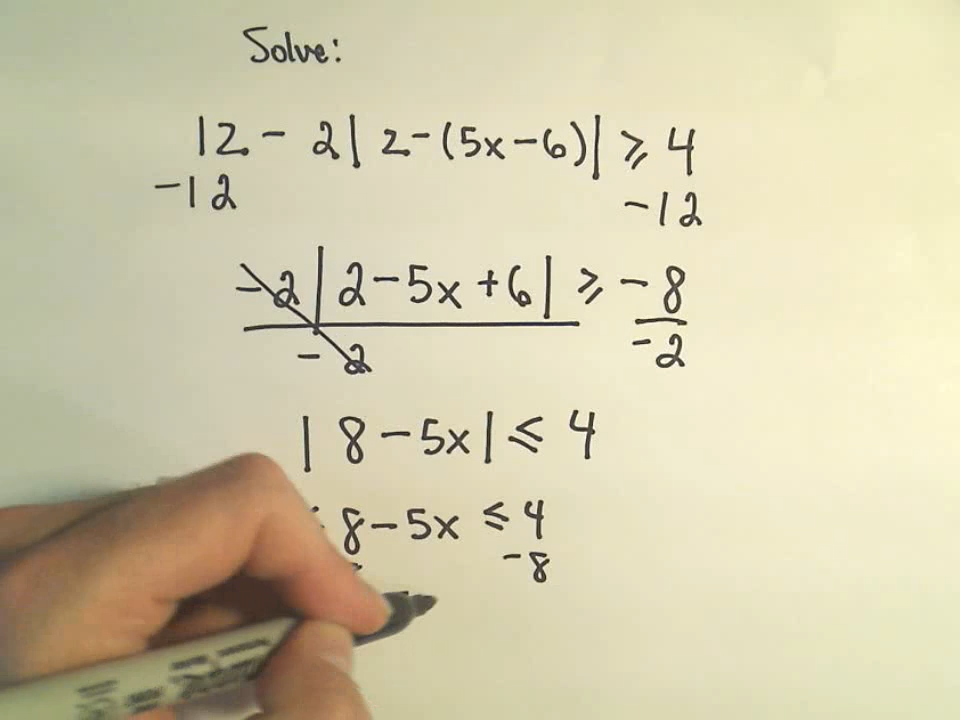 Solve:
12 - 2| 2-(5x-6)| ≥ 4
-12 -12
-2| 2-5x+6| ≥ -8
-2 -2
| 8-5x| ≤ 4
8-5x ≤ 4
-8